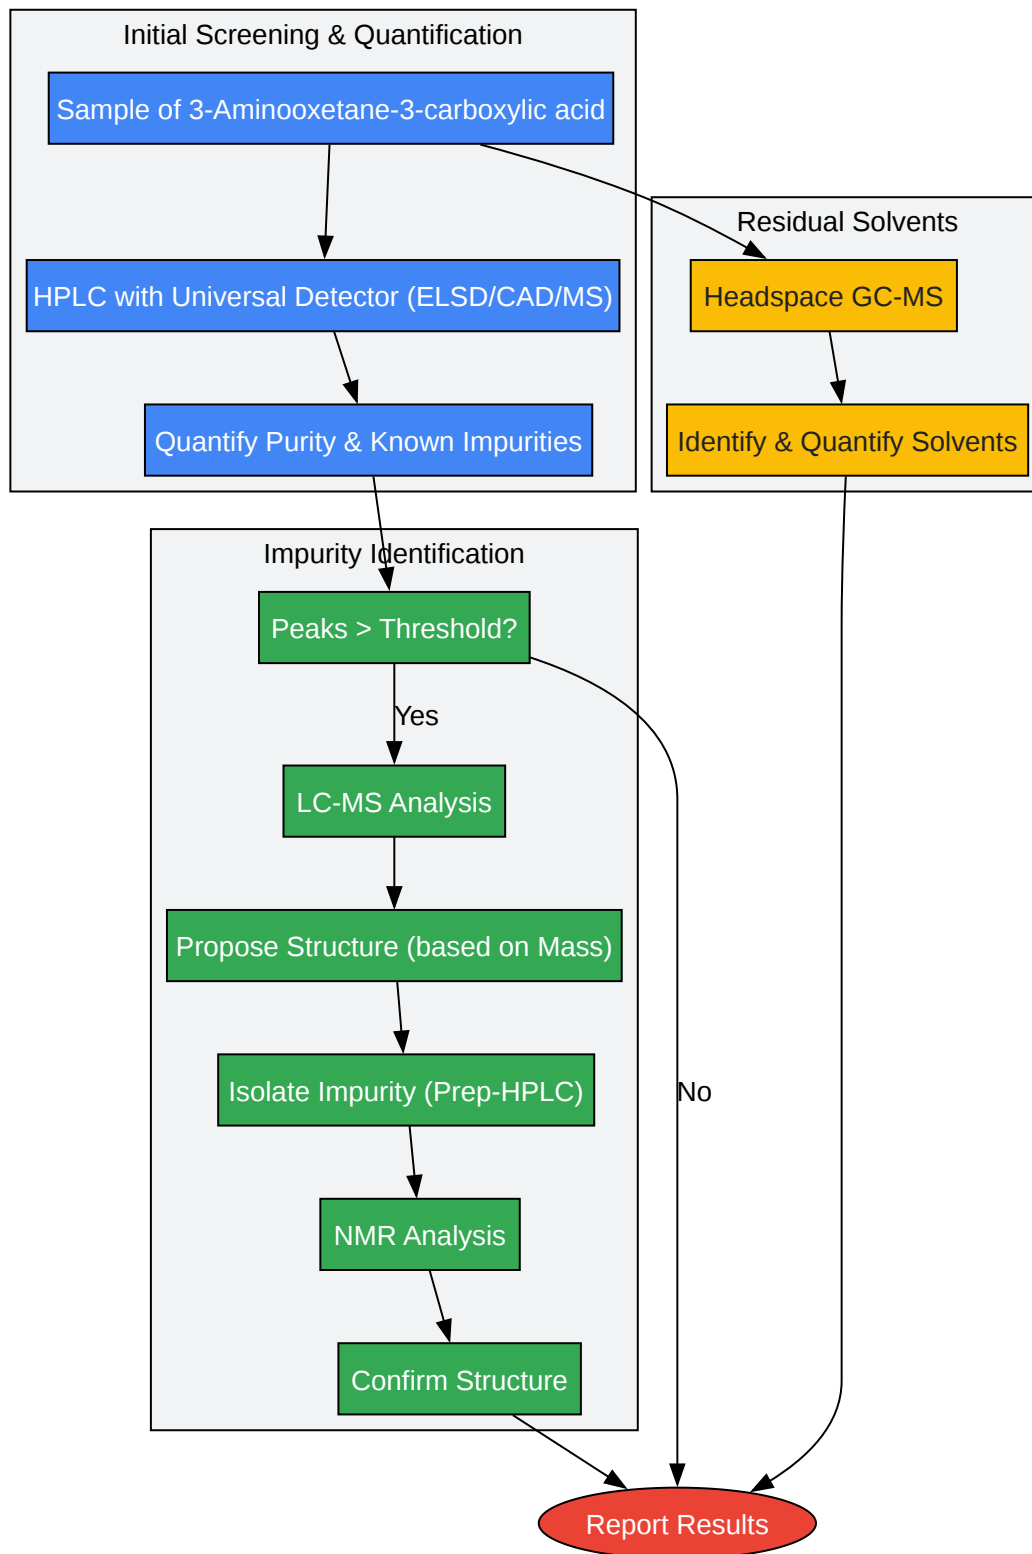 Initial Screening & Quantification
Sample of 3-Aminooxetane-3-carboxylic acid
Residual Solvents
HPLC with Universal Detector (ELSD/CAD/MS)
Headspace GC-MS
Quantify Purity & Known Impurities
Identify & Quantify Solvents
Impurity Identification
Peaks > Threshold?
Yes
LC-MS Analysis
Propose Structure (based on Mass)
Isolate Impurity (Prep-HPLC)
No
NMR Analysis
Confirm Structure
Report Results